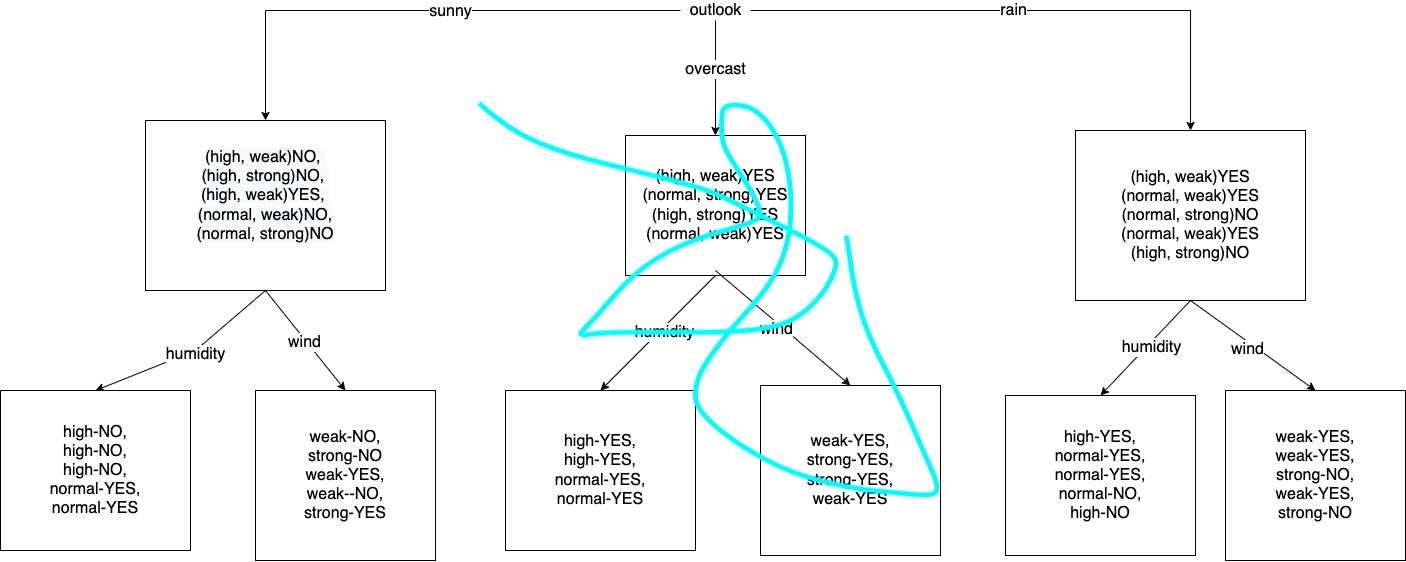 sunny
outlook
rain
overcast
(high, weak)NO,
(high, strong)NO,
(high, weak)YES,
(normal, weak)NO,
(normal, strong)NO
(high, weak)YES
(normal, strong)YES
(high, strong)YES
(normal, weak)YES
(high, weak)YES
(normal, weak)YES
(normal, strong)NO
(normal, weak)YES
(high, strong)NO
humidity
wind
humidity
wind
humidity
wind
high-NO,
high-NO,
high-NO,
normal-YES,
normal-YES
weak-NO,
strong-NO
weak-YES,
weak--NO,
strong-YES
high-YES,
high-YES,
normal-YES,
normal-YES
weak-YES,
strong-YES,
strong-YES,
weak-YES
high-YES,
normal-YES,
normal-YES,
normal-NO,
high-NO
weak-YES,
weak-YES,
strong-NO,
weak-YES,
strong-NO